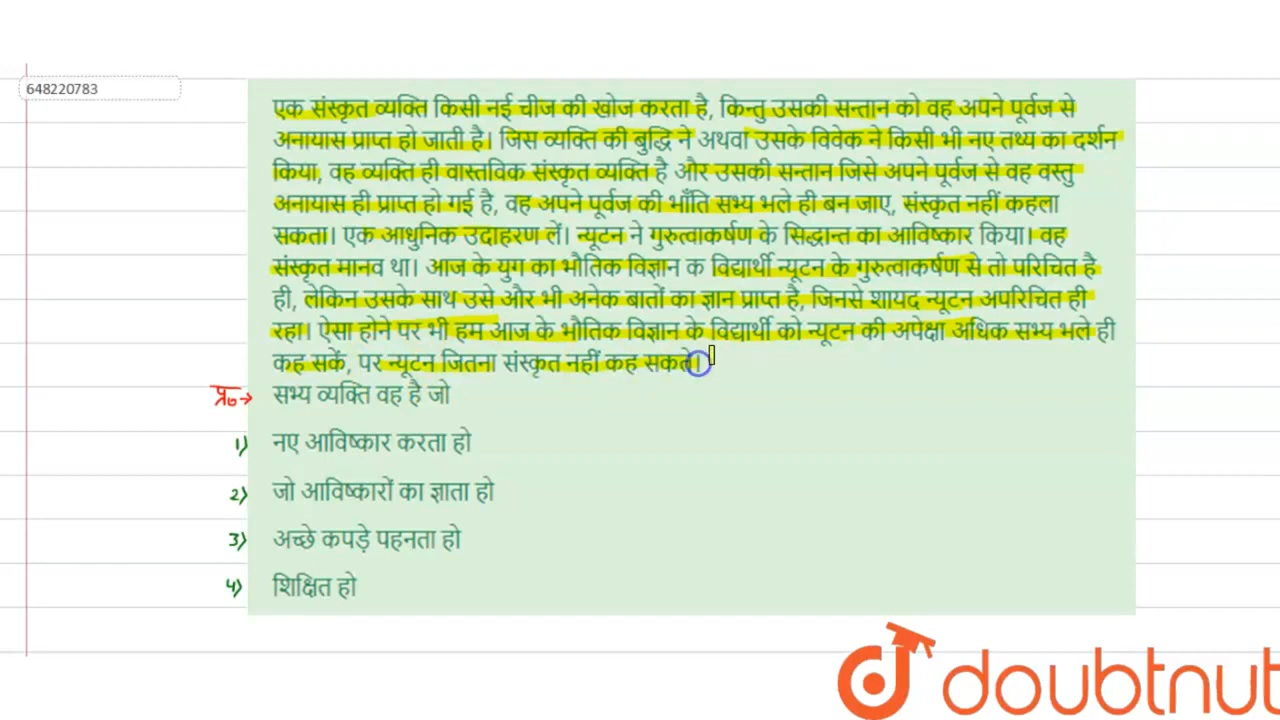 648220783
एक संस्कृत व्यक्ति किसी नई चीज की खोज करता है, किन्तु उसकी सन्तान को वह अपने पूर्वज से
अनायास प्राप्त हो जाती है। जिस व्यक्ति की बुद्धि ने अथवा उसके विवेक ने किसी भी नए तथ्य का दर्शन
किया, वह व्यक्ति ही वास्तविक संस्कृत व्यक्ति है और उसकी सन्तान जिसे अपने पूर्वज से वह वस्तु
अनायास ही प्राप्त हो गई है, वह अपने पूर्वज की भाँति सभ्य भले ही बन जाए, संस्कृत नहीं कहला
सकता। एक आधुनिक उदाहरण लें। न्यूटन ने गुरुत्वाकर्षण के सिद्धान्त का आविष्कार किया। वह
संस्कृत मानव था। आज के युग का भौतिक विज्ञान क विद्यार्थी न्यूटन के गुरुत्वाकर्षण से तो परिचित है
ही, लेकिन उसके साथ उसे और भी अनेक बातों का ज्ञान प्राप्त है, जिनसे शायद न्यूटन अपरिचित ही
रहा। ऐसा होने पर भी हम आज के भौतिक विज्ञान के विद्यार्थी को न्यूटन की अपेक्षा अधिक सभ्य भले ही
कह सकें, पर न्यूटन जितना संस्कृत नहीं कह सकते।
प्र० → सभ्य व्यक्ति वह है जो
1) नए आविष्कार करता हो
2) जो आविष्कारों का ज्ञाता हो
3) अच्छे कपड़े पहनता हो
4) शिक्षित हो
doubtnut